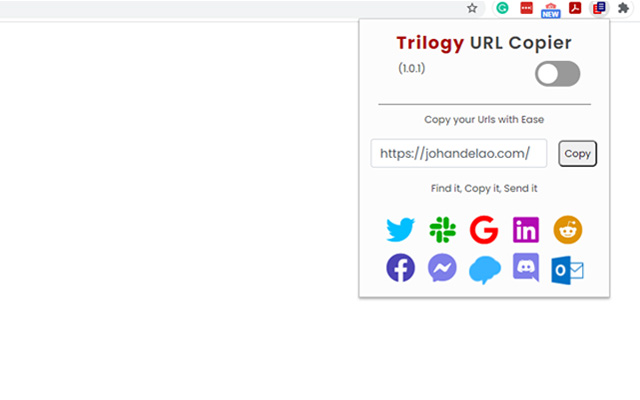 NEW
Trilogy URL Copier
(1.0.1)
Copy your Urls with Ease
https://johandelao.com/
Copy
Find it, Copy it, Send it